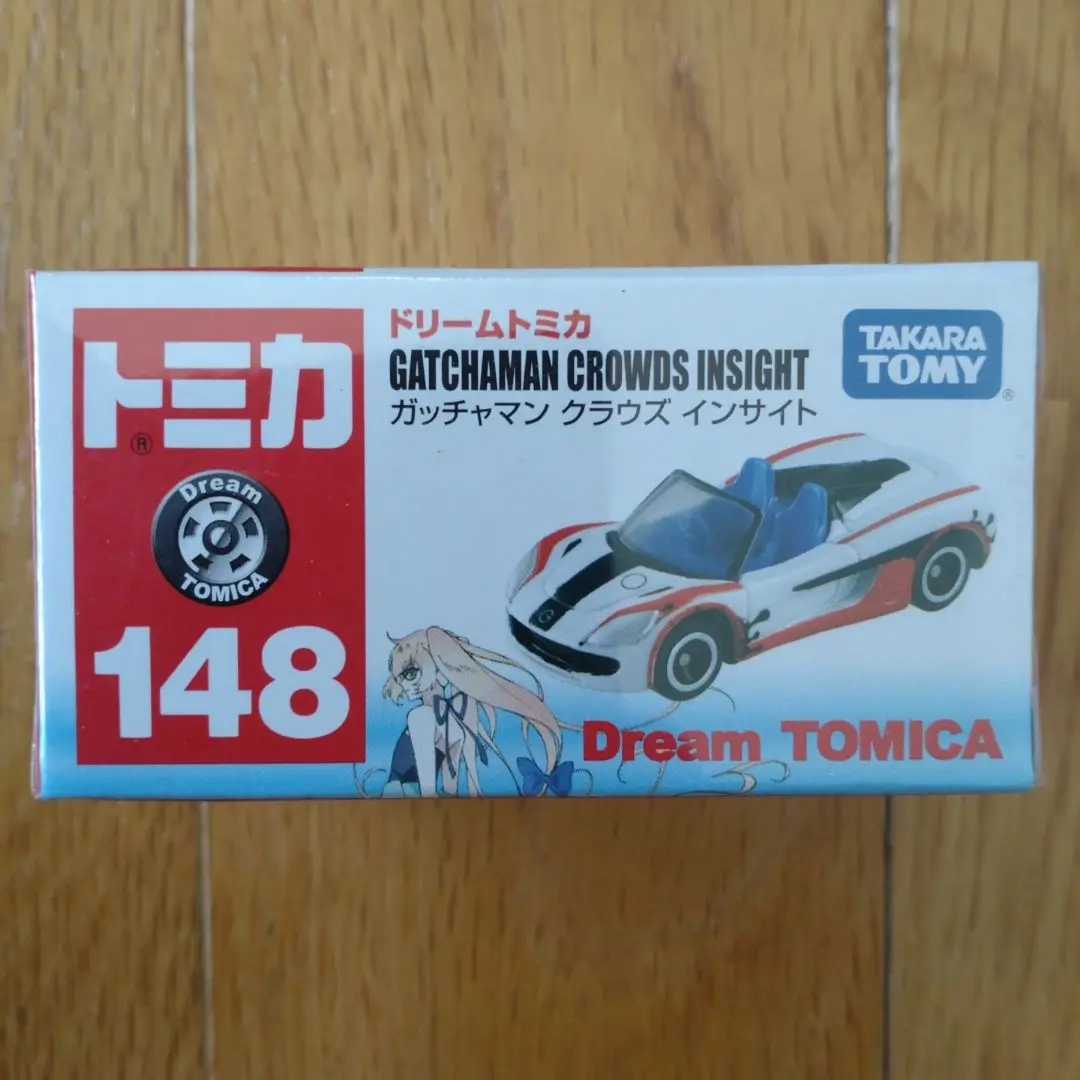 トミカ
®
Dream
TOMICA
148
ドリームトミカ
GATCHAMAN CROWDS INSIGHT
ガッチャマン クラウズ インサイト
TAKARA
TOMY
®
G
Dream TOMICA